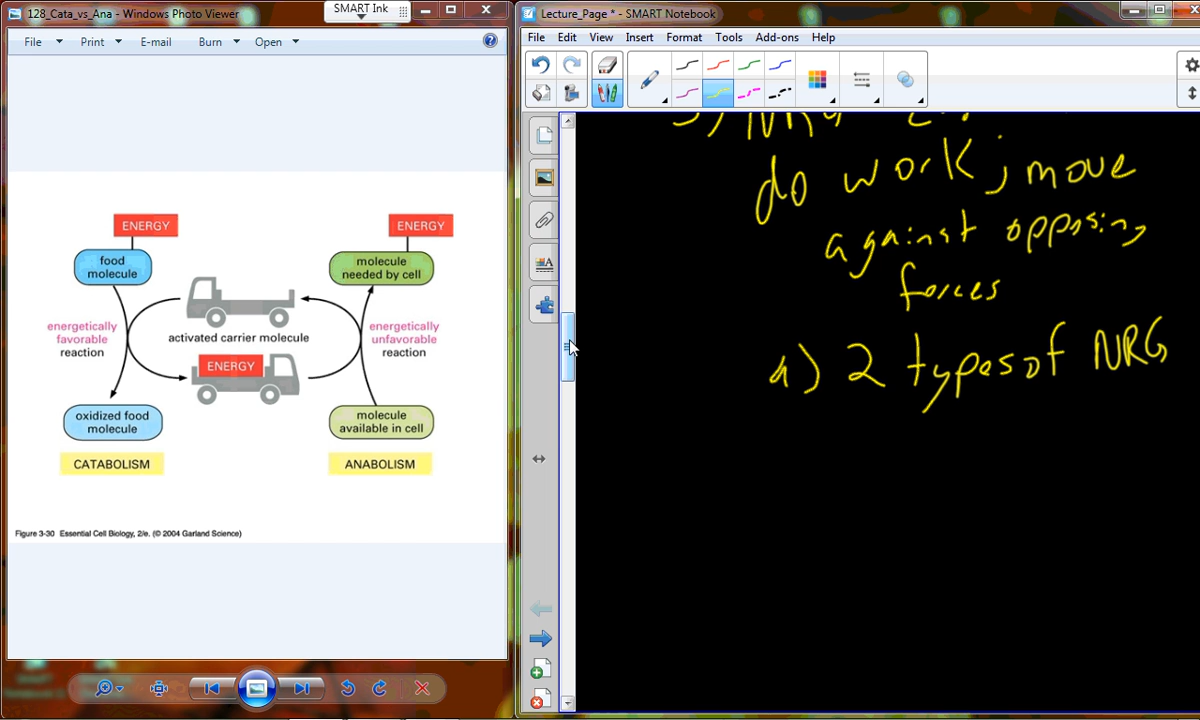 128_Cata_vs_Ana - Windows Photo Viewer
SMART Ink
File Print E-mail Burn Open
ENERGY
ENERGY
food
molecule
molecule
needed by cell
energetically
favorable
reaction
activated carrier molecule
energetically
unfavorable
reaction
ENERGY
oxidized food
molecule
molecule
available in cell
CATABOLISM
ANABOLISM
Figure 3-30 Essential Cell Biology, 2/e. (© 2004 Garland Science)
Lecture_Page * - SMART Notebook
File Edit View Insert Format Tools Add-ons Help
do work; move
against opposing
forces
a) 2 types of NRG